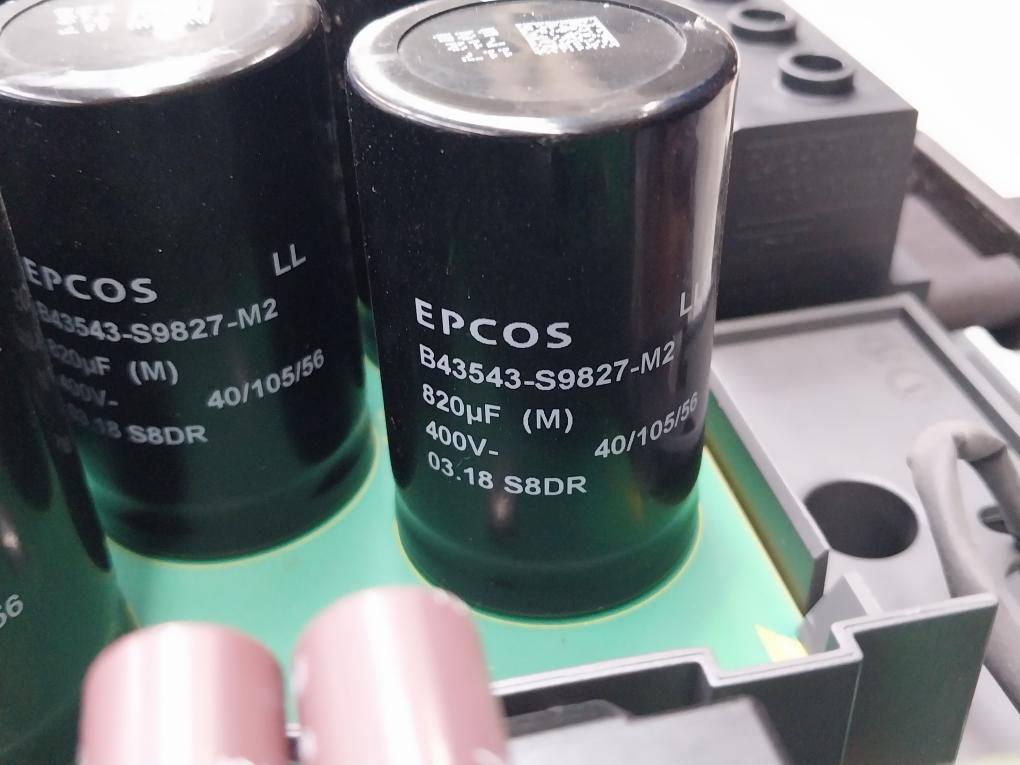 EPCOS LL
B43543-S9827-M2
820µF (M)
400V- 40/105/56
03.18 S8DR
EPCOS LL
B43543-S9827-M2
820µF (M)
400V- 40/105/56
03.18 S8DR
56